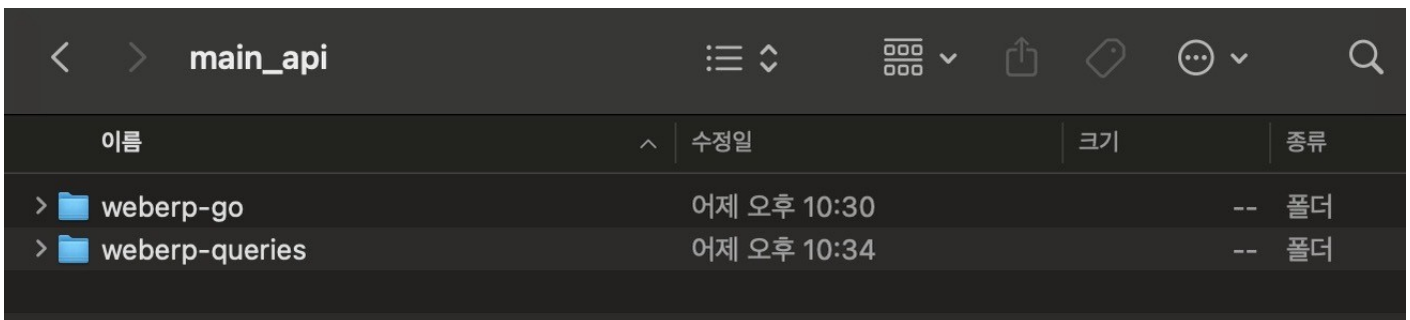 main_api
이름 수정일 크기 종류
weberp-go 어제 오후 10:30 -- 폴더
weberp-queries 어제 오후 10:34 -- 폴더